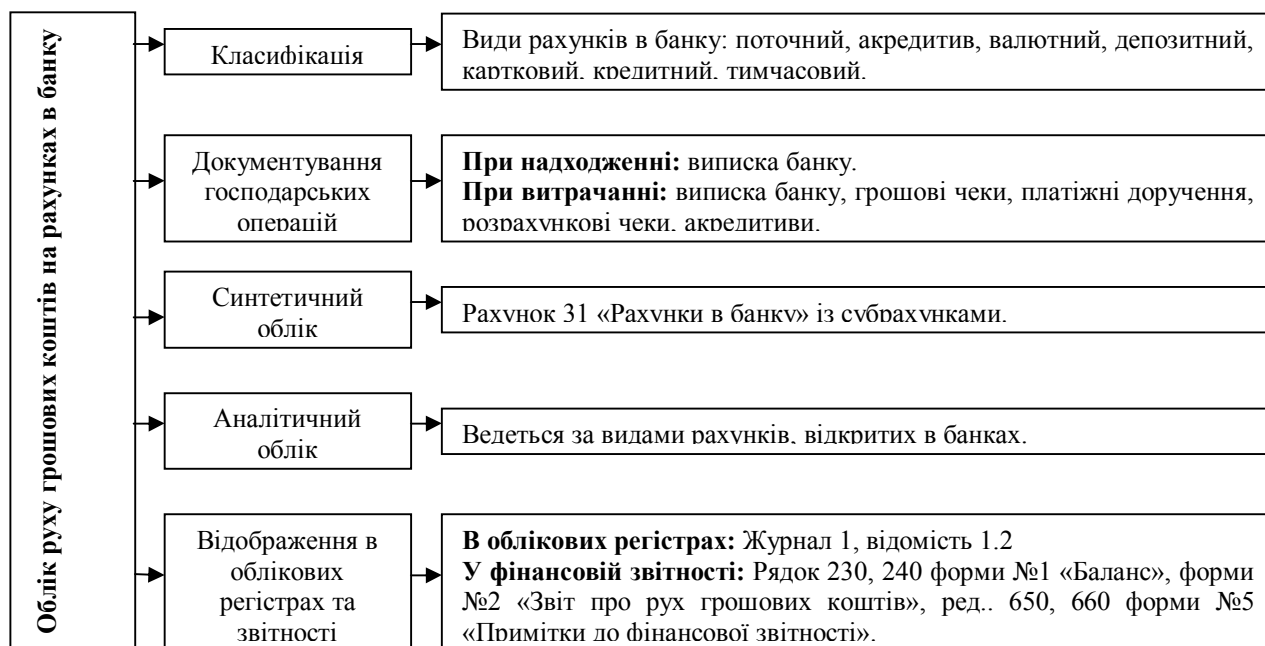 Облік руху грошових коштів на рахунках в банку
Класифікація
Види рахунків в банку: поточний, акредитив, валютний, депозитний,
картковий, кредитний, тимчасовий.
Документування
господарських
операцій
При надходженні: виписка банку.
При витрачанні: виписка банку, грошові чеки, платіжні доручення,
розрахункові чеки, акредитиви.
Синтетичний
облік
Рахунок 31 «Рахунки в банку» із субрахунками.
Аналітичний
облік
Ведеться за видами рахунків, відкритих в банках.
Відображення в
облікових
регістрах та
звітності
В облікових регістрах: Журнал 1, відомість 1.2
У фінансовій звітності: Рядок 230, 240 форми №1 «Баланс», форми
№2 «Звіт про рух грошових коштів», ред.. 650, 660 форми №5
«Примітки до фінансової звітності».